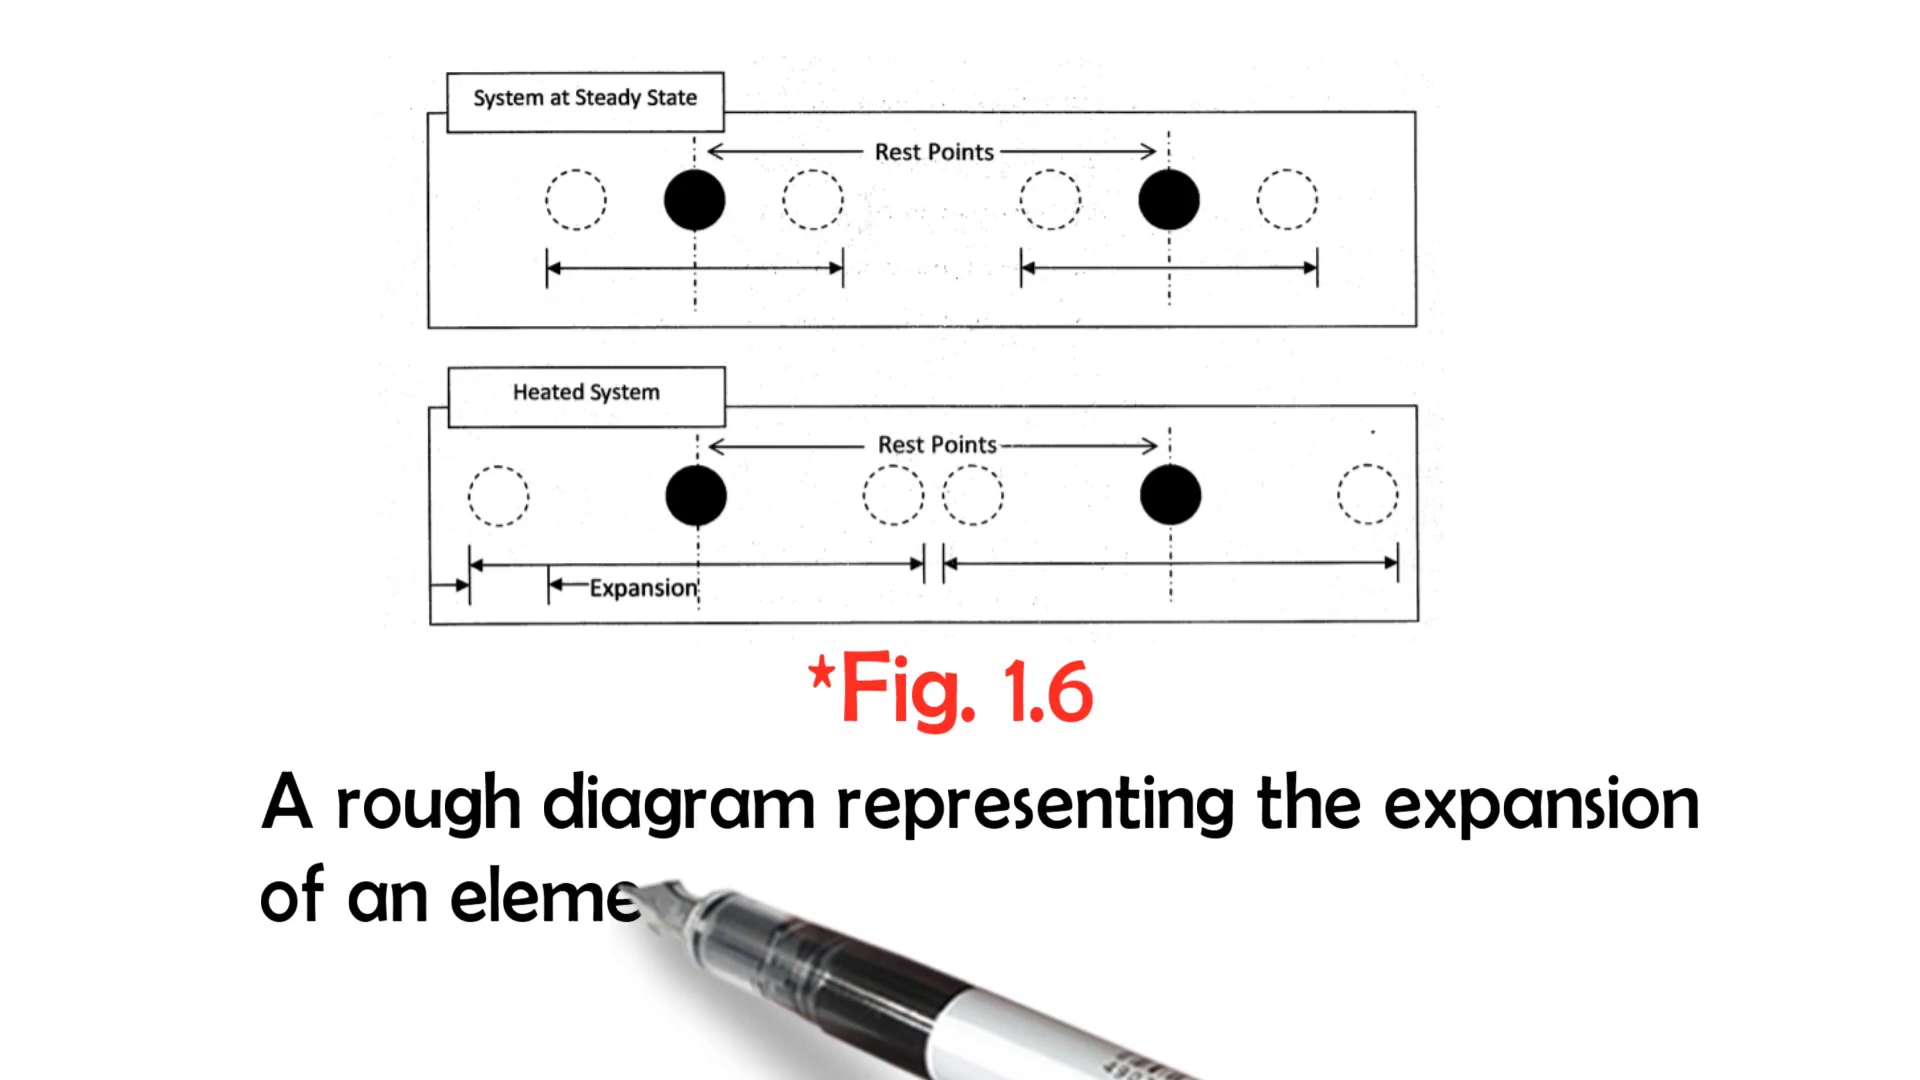 System at Steady State
Rest Points
Heated System
Rest Points
Expansion
*Fig. 1.6
A rough diagram representing the expansion
of an eleme